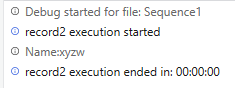 Debug started for file: Sequence1
record2 execution started
Name:xyzw
record2 execution ended in: 00:00:00